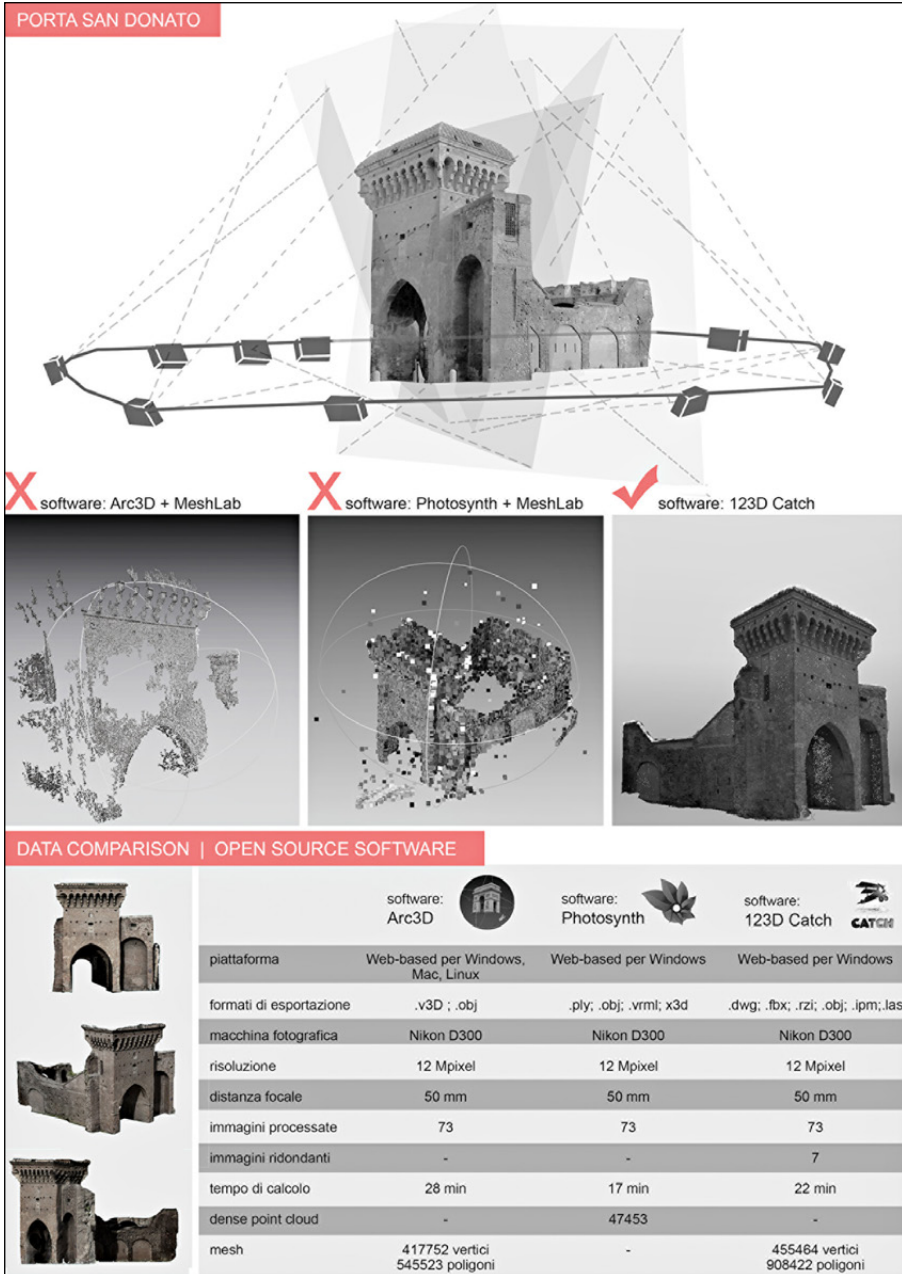 PORTA SAN DONATO
software: Arc3D + MeshLab
software: Photosynth + MeshLab
software: 123D Catch
DATA COMPARISON | OPEN SOURCE SOFTWARE
software: Arc3D
software: Photosynth
software: 123D Catch
CATCH
piattaforma Web-based per Windows, Mac, Linux Web-based per Windows Web-based per Windows
formati di esportazione .v3D ; .obj .ply; .obj; .vrml; x3d .dwg; .fbx; .rzi; .obj; .ipm;.las
macchina fotografica Nikon D300 Nikon D300 Nikon D300
risoluzione 12 Mpixel 12 Mpixel 12 Mpixel
distanza focale 50 mm 50 mm 50 mm
immagini processate 73 73 73
immagini ridondanti - - 7
tempo di calcolo 28 min 17 min 22 min
dense point cloud - 47453 -
mesh 417752 vertici - 455464 vertici
545523 poligoni 908422 poligoni